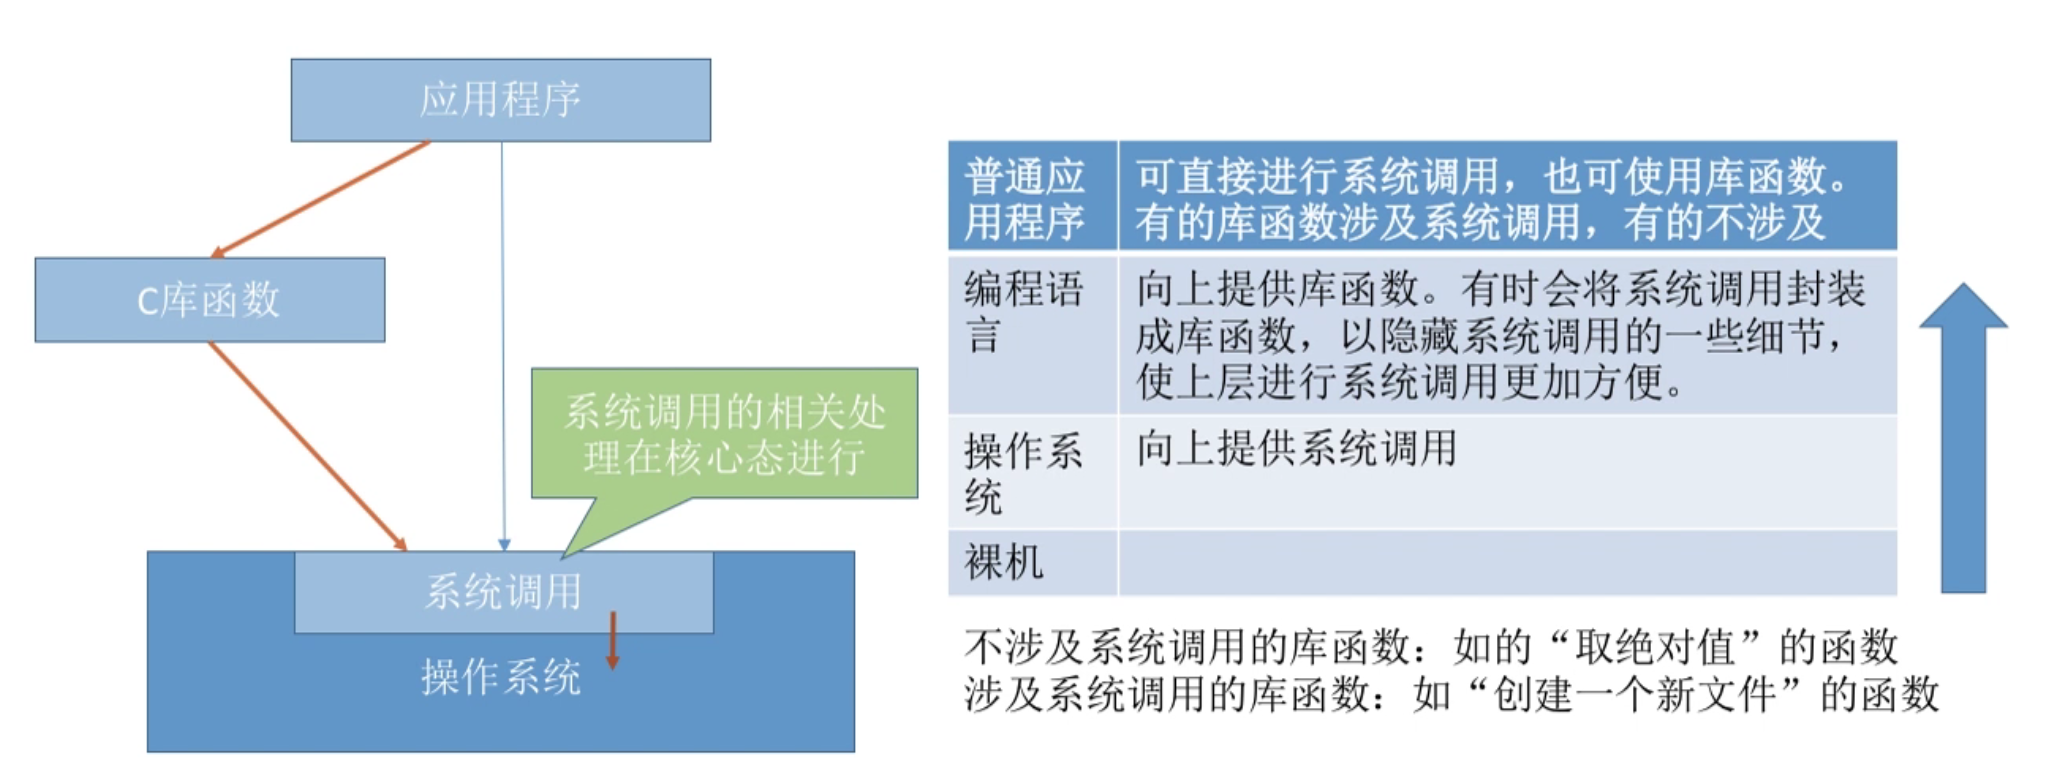 应用程序
C库函数
系统调用的相关处
理在核心态进行
系统调用
操作系统
普通应
用程序
可直接进行系统调用，也可使用库函数。
有的库函数涉及系统调用，有的不涉及
编程语
言
向上提供库函数。有时会将系统调用封装
成库函数，以隐藏系统调用的一些细节，
使上层进行系统调用更加方便。
操作系
统
向上提供系统调用
裸机
不涉及系统调用的库函数：如的“取绝对值”的函数
涉及系统调用的库函数：如“创建一个新文件”的函数